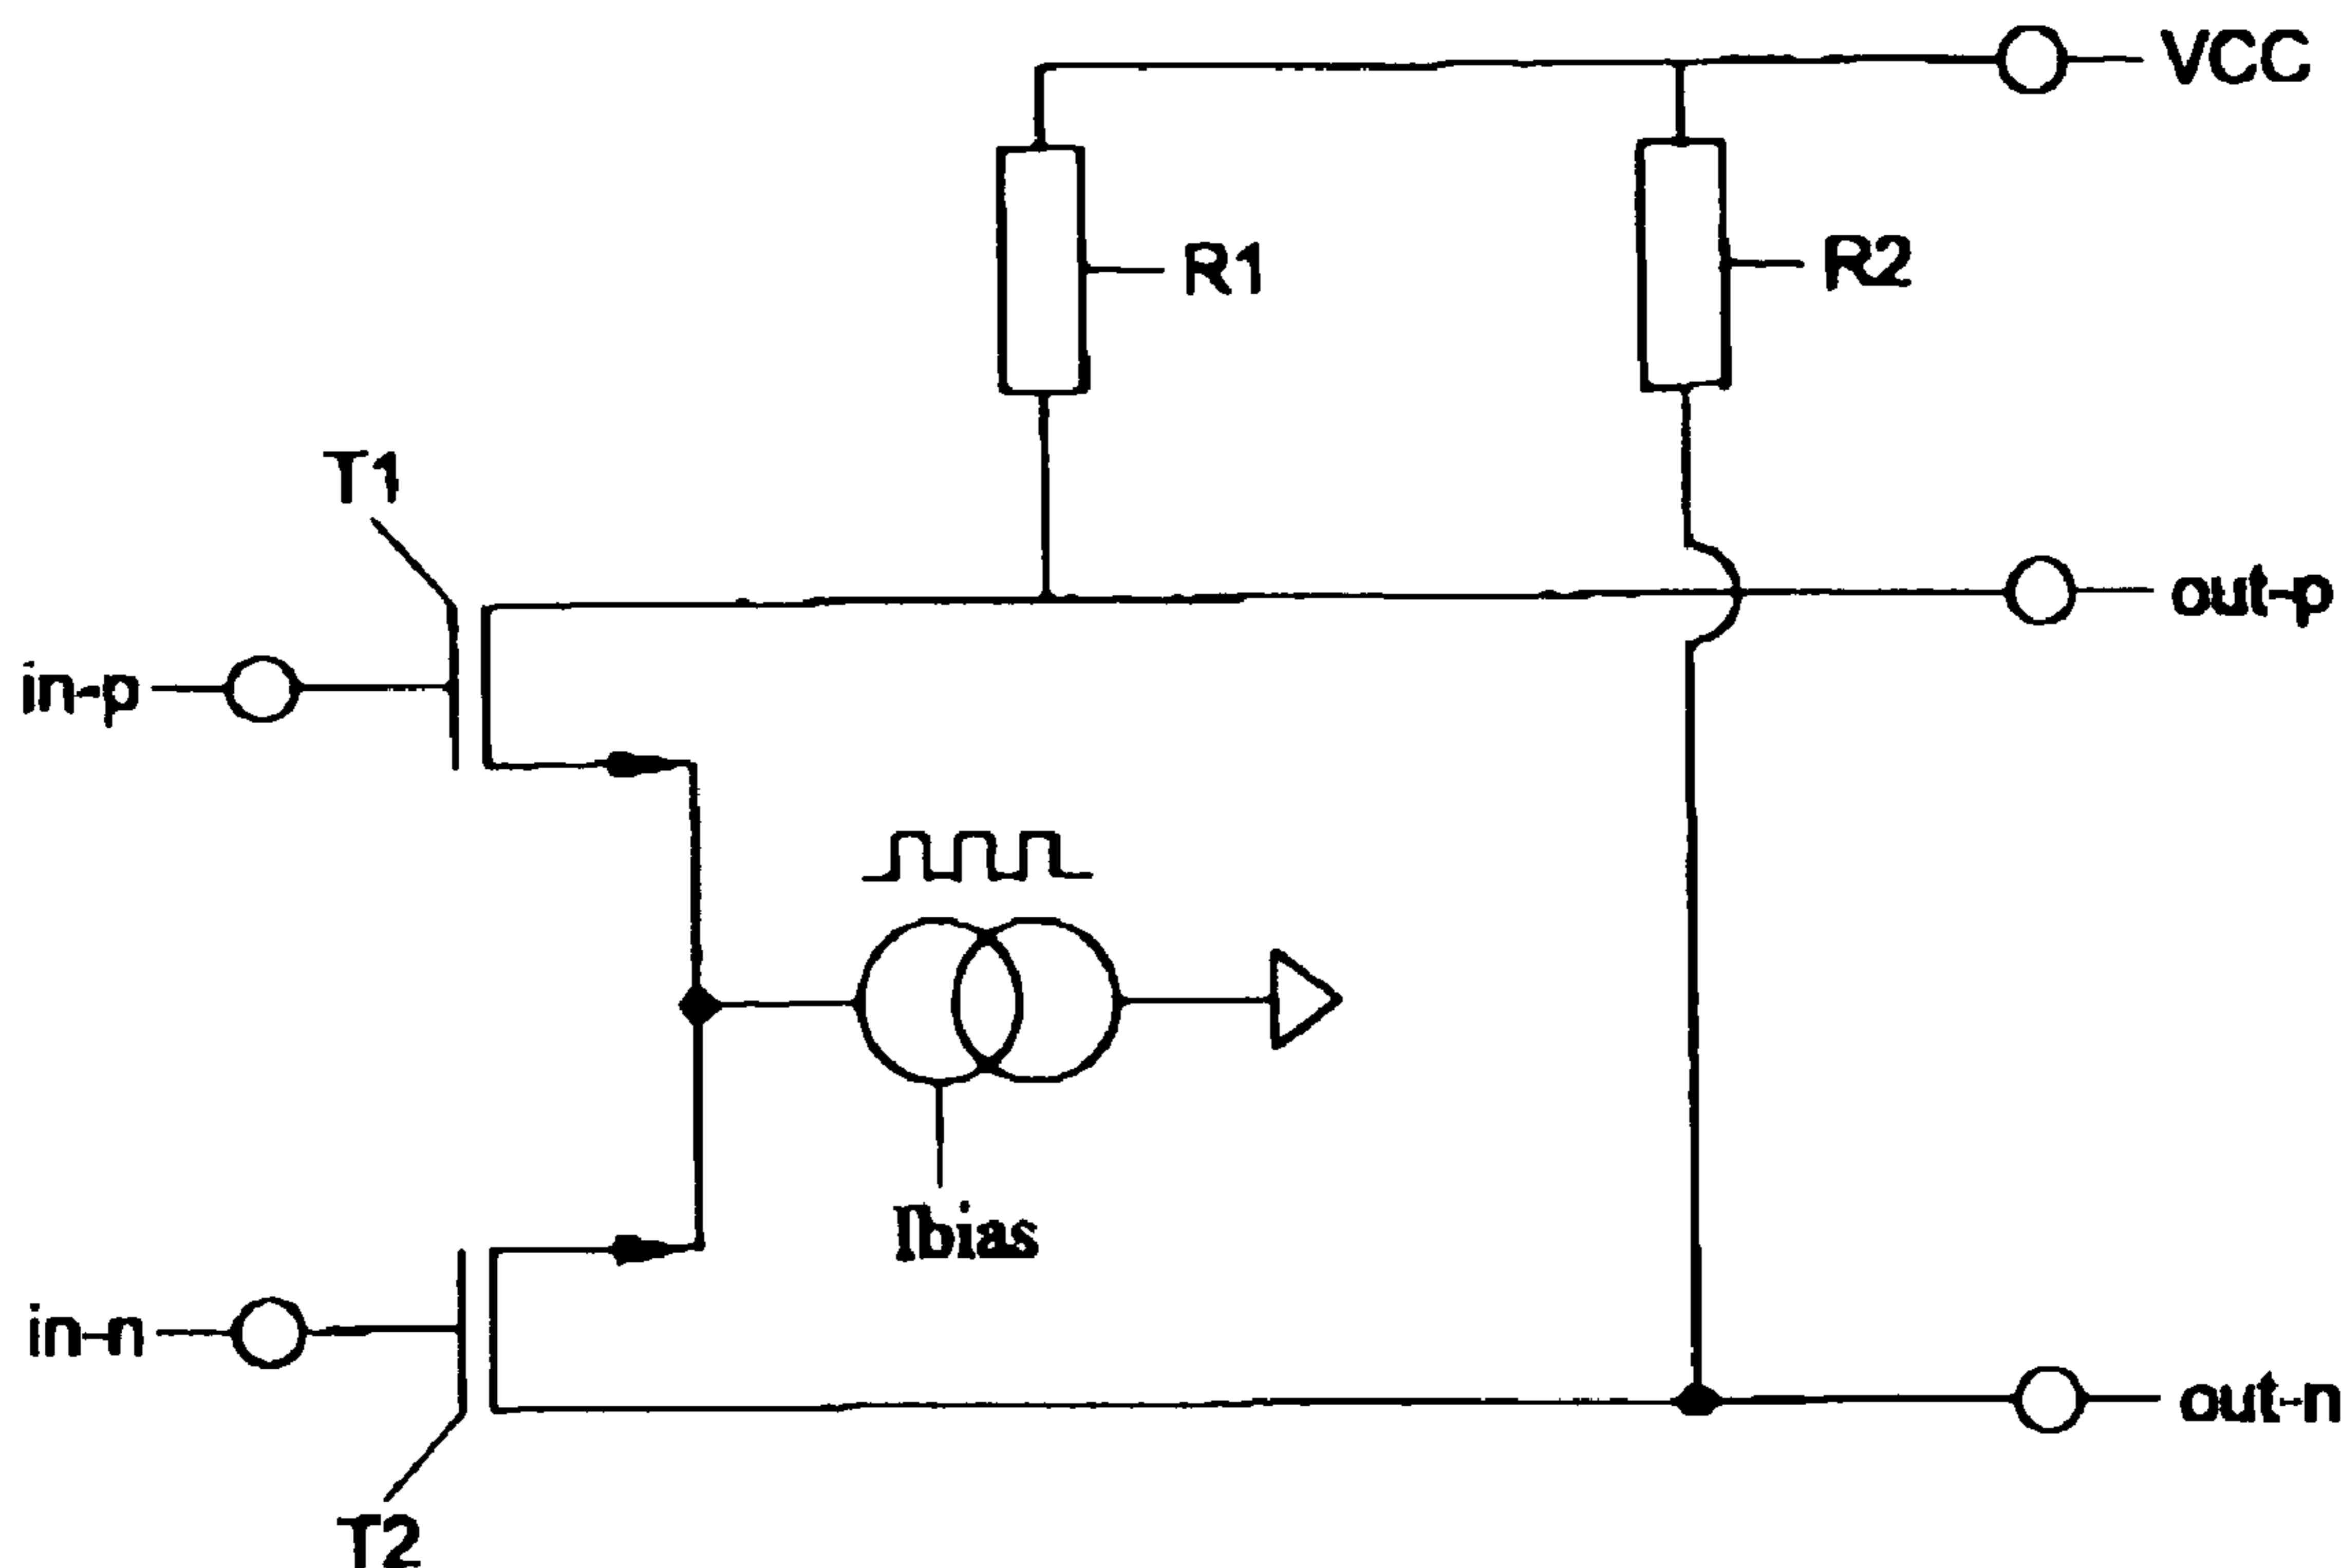 VCC
R1
R2
T1
out-p
in-p
Ibias
in-n
out-n
T2